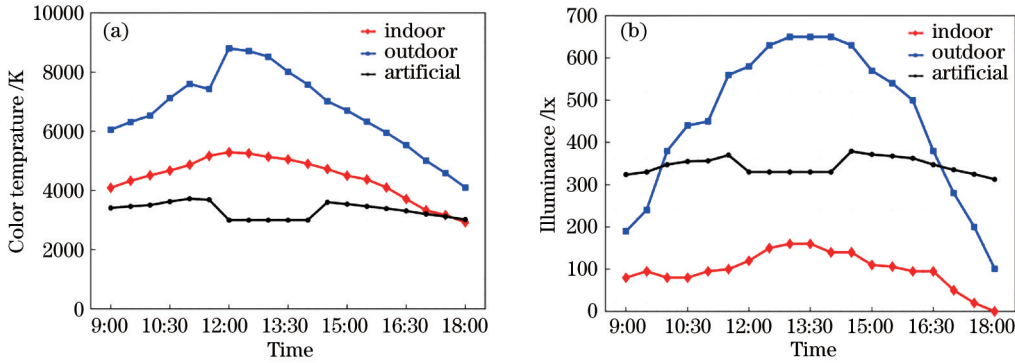 (a)
indoor
outdoor
artificial
Color temprature /K
10000
8000
6000
4000
2000
0
9:00 10:30 12:00 13:30 15:00 16:30 18:00
Time
(b)
indoor
outdoor
artificial
Illuminance /lx
700
600
500
400
300
200
100
0
9:00 10:30 12:00 13:30 15:00 16:30 18:00
Time